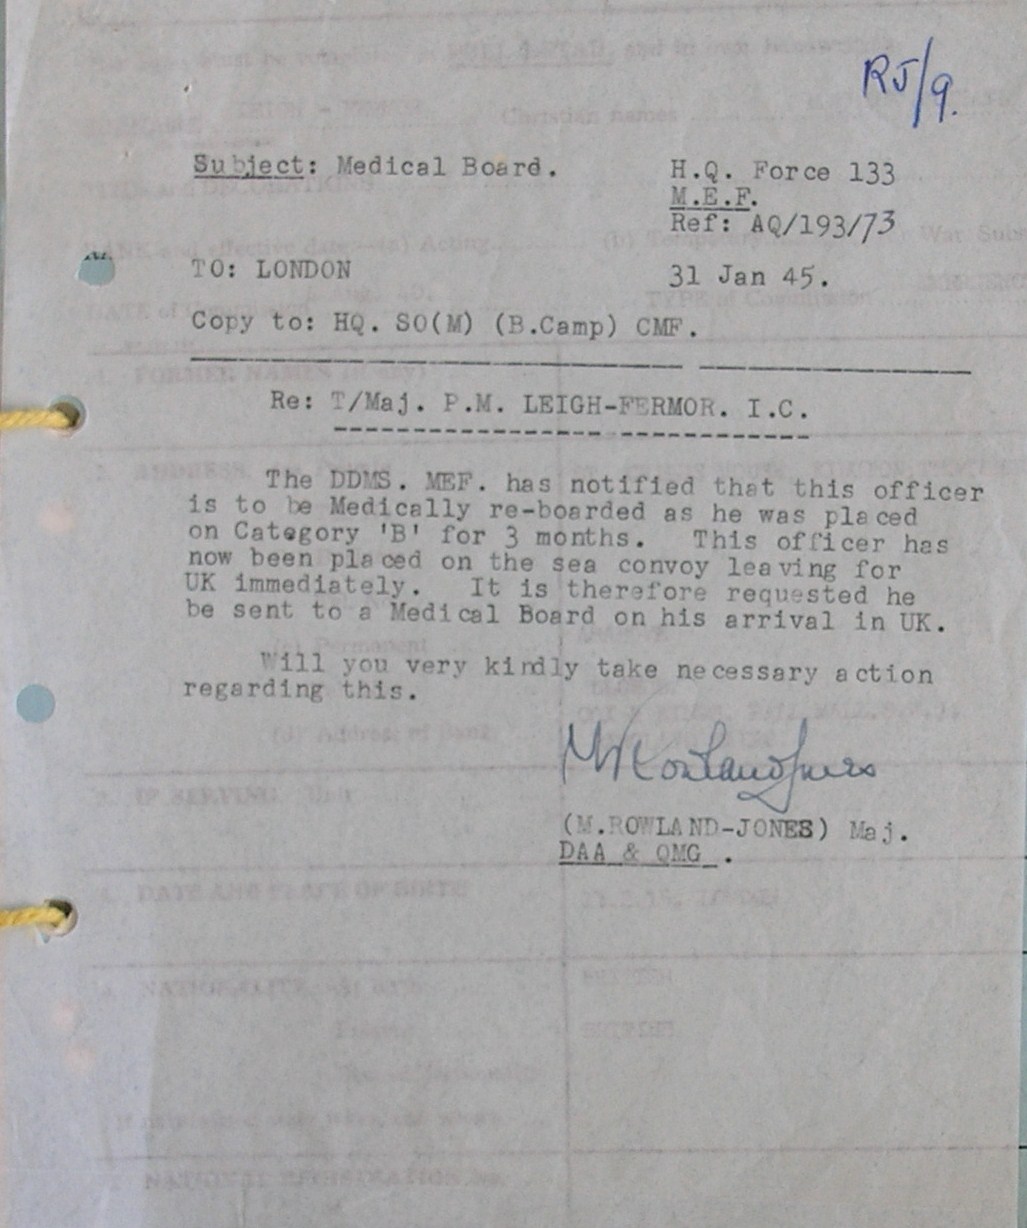 RJ/9.
Subject: Medical Board.
H.Q. Force 133
M.E.F.
Ref: AQ/193/73
TO: LONDON
31 Jan 45.
Copy to: HQ. SO(M) (B.Camp) CMF.
Re: T/Maj. P.M. LEIGH-FERMOR. I.C.
The DDMS. MEF. has notified that this officer
is to be Medically re-boarded as he was placed
on Category 'B' for 3 months. This officer has
now been placed on the sea convoy leaving for
UK immediately. It is therefore requested he
be sent to a Medical Board on his arrival in UK.
Will you very kindly take necessary action
regarding this.
MRowlandJones
(M.ROWLAND-JONES) Maj.
DAA & QMG .